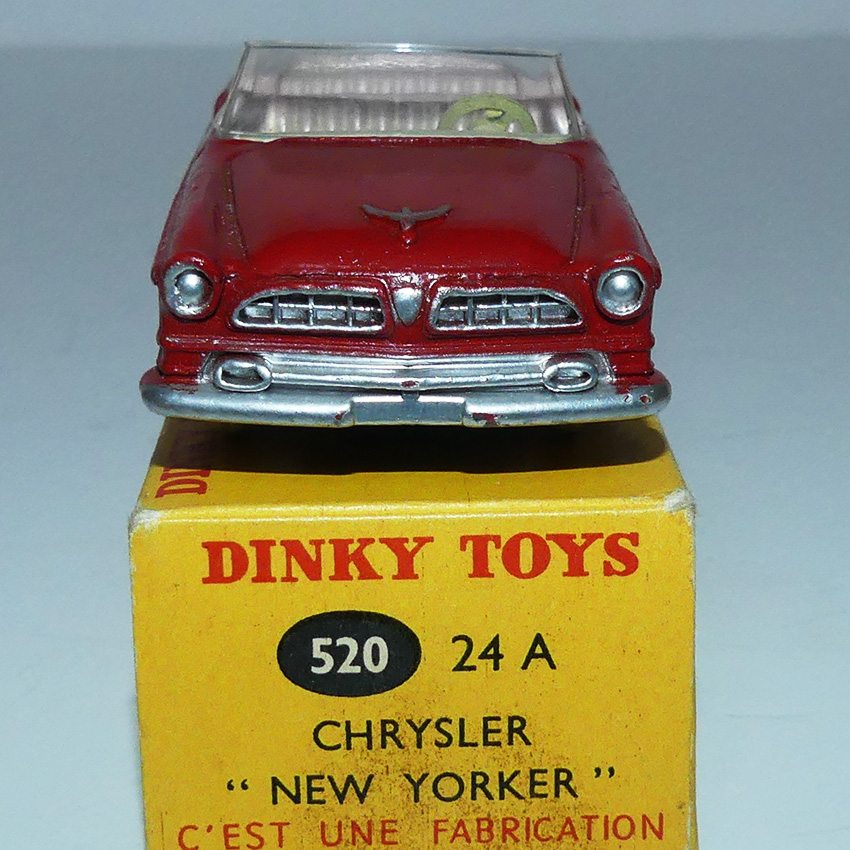 DINKY TOYS
520 24 A
CHRYSLER
“ NEW YORKER ”
C'EST UNE FABRICATION